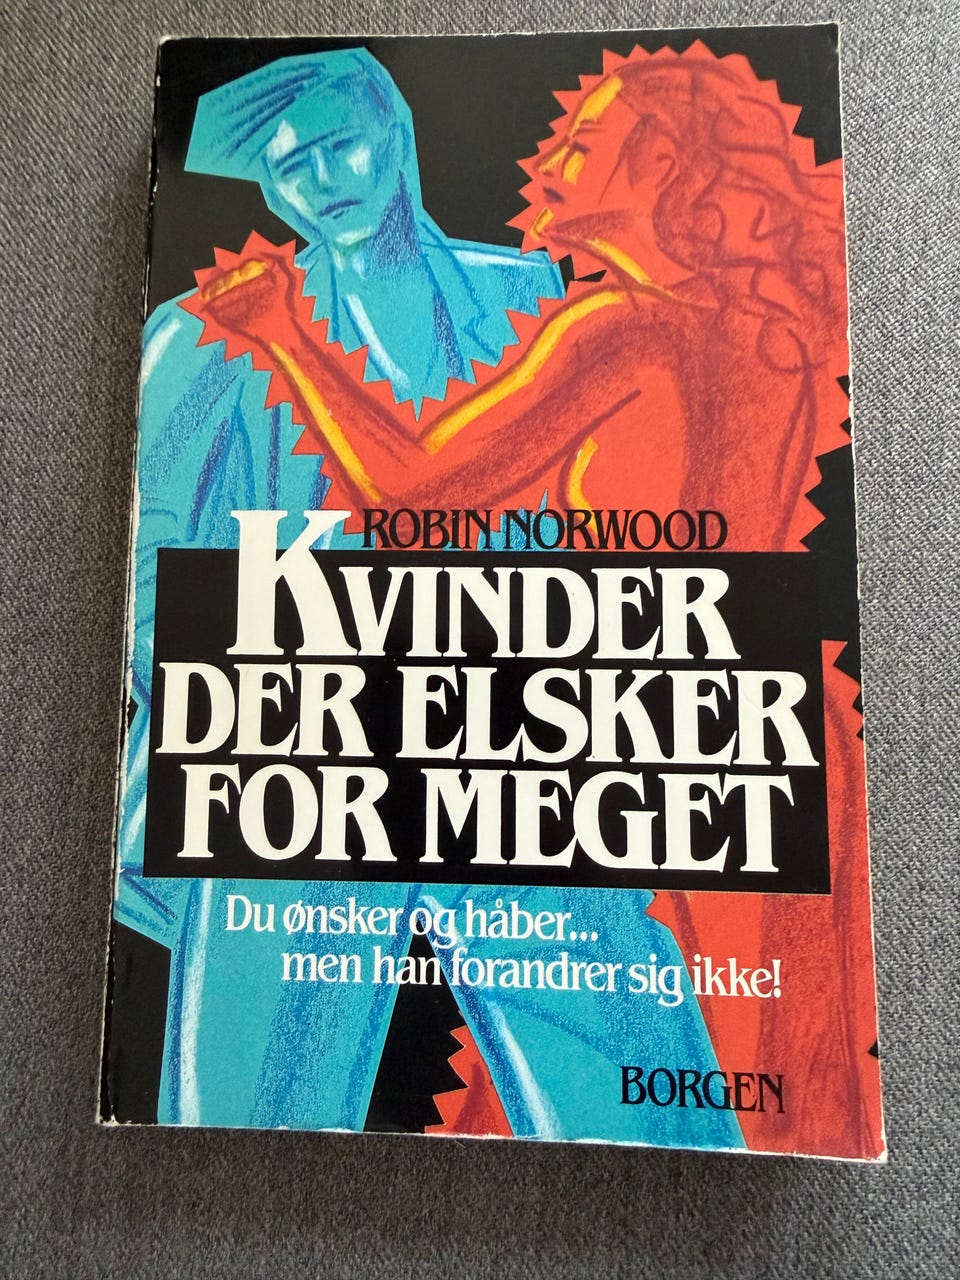 ROBIN NORWOOD
KVINDER
DER ELSKER
FOR MEGET
Du ønsker og håber...
men han forandrer sig ikke!
BORGEN